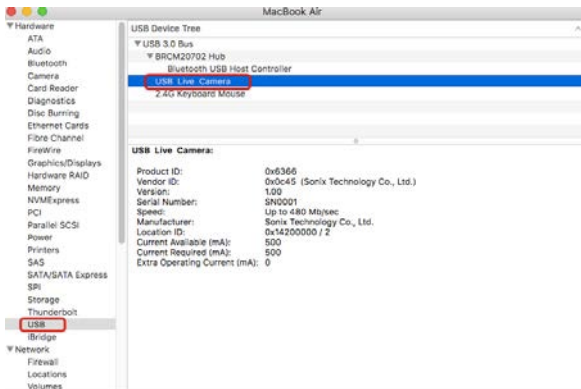 MacBook Air
Hardware
ATA
Audio
Bluetooth
Camera
Card Reader
Diagnostics
Disc Burning
Ethernet Cards
Fibre Channel
FireWire
Graphics/Displays
Hardware RAID
Memory
NVMExpress
PCI
Parallel SCSI
Power
Printers
SAS
SATA/SATA Express
SPI
Storage
Thunderbolt
USB
iBridge
Network
Firewall
Locations
Volumes
USB Device Tree
USB 3.0 Bus
BRCM20702 Hub
Bluetooth USB Host Controller
USB Live Camera
2.4G Keyboard Mouse
USB Live Camera:
Product ID: 0x6366
Vendor ID: 0x0c45 (Sonix Technology Co., Ltd.)
Version: 1.00
Serial Number: SN0001
Speed: Up to 480 Mb/sec
Manufacturer: Sonix Technology Co., Ltd.
Location ID: 0x14200000 / 2
Current Available (mA): 500
Current Required (mA): 500
Extra Operating Current (mA): 0